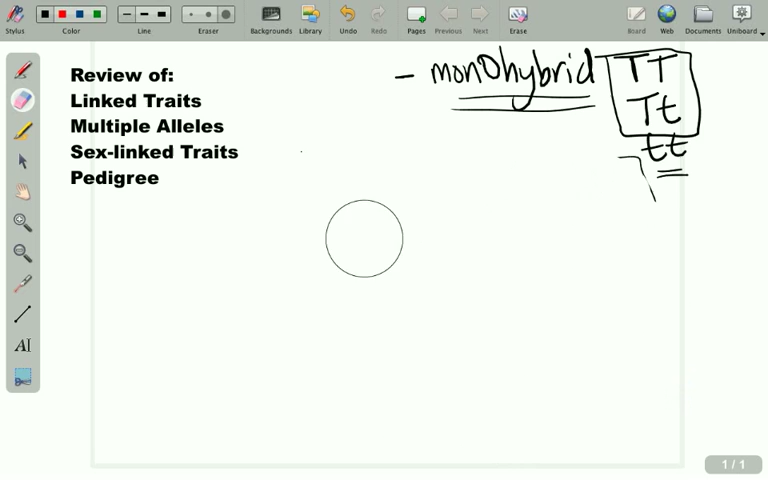 Stylus
Color
Line
Eraser
Backgrounds
Library
Undo
Redo
Pages
Previous
Next
Erase
Board
Web
Documents
Uniboard
Review of:
Linked Traits
Multiple Alleles
Sex-linked Traits
Pedigree
- monohybrid
TT
Tt
tt
AI
1 / 1